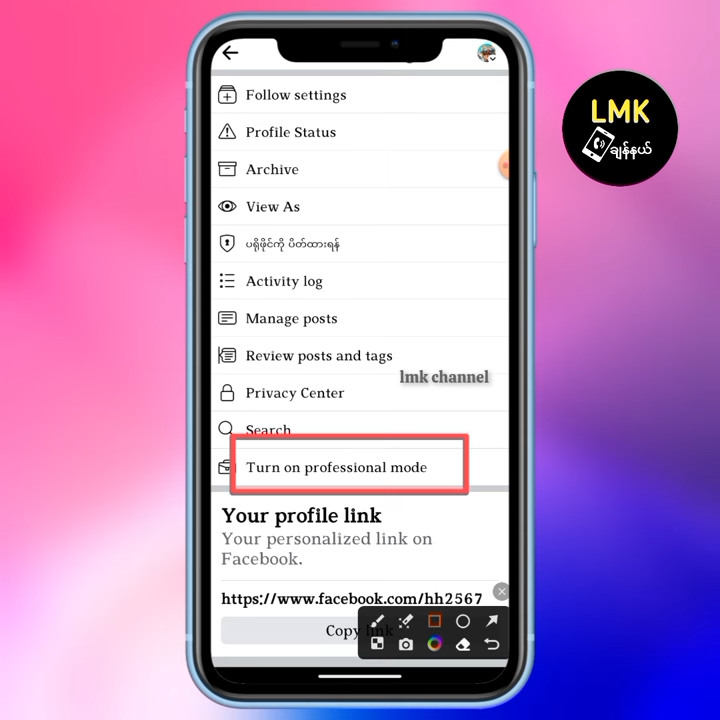 LMK
ချန်နယ်
Follow settings
Profile Status
Archive
View As
ပရိုဖိုင်ကို ပိတ်ထားရန်
Activity log
Manage posts
Review posts and tags
lmk channel
Privacy Center
Search
Turn on professional mode
Your profile link
Your personalized link on
Facebook.
https://www.facebook.com/hh2567
Copy link